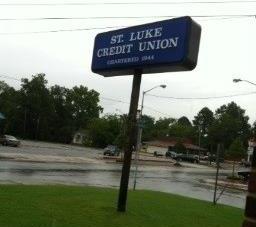 ST. LUKE
CREDIT UNION
CHARTERED 1944